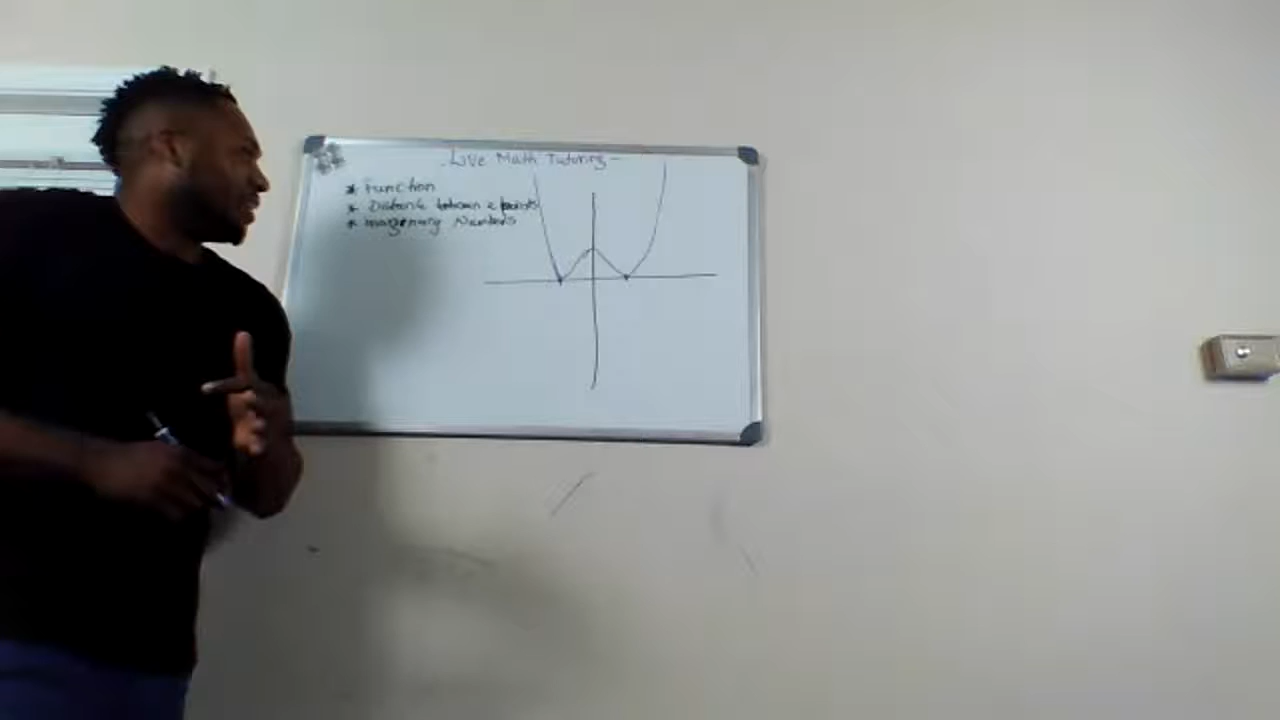 Live Math Tutoring -
* Function
* Distance between 2 points
* Imaginary Numbers